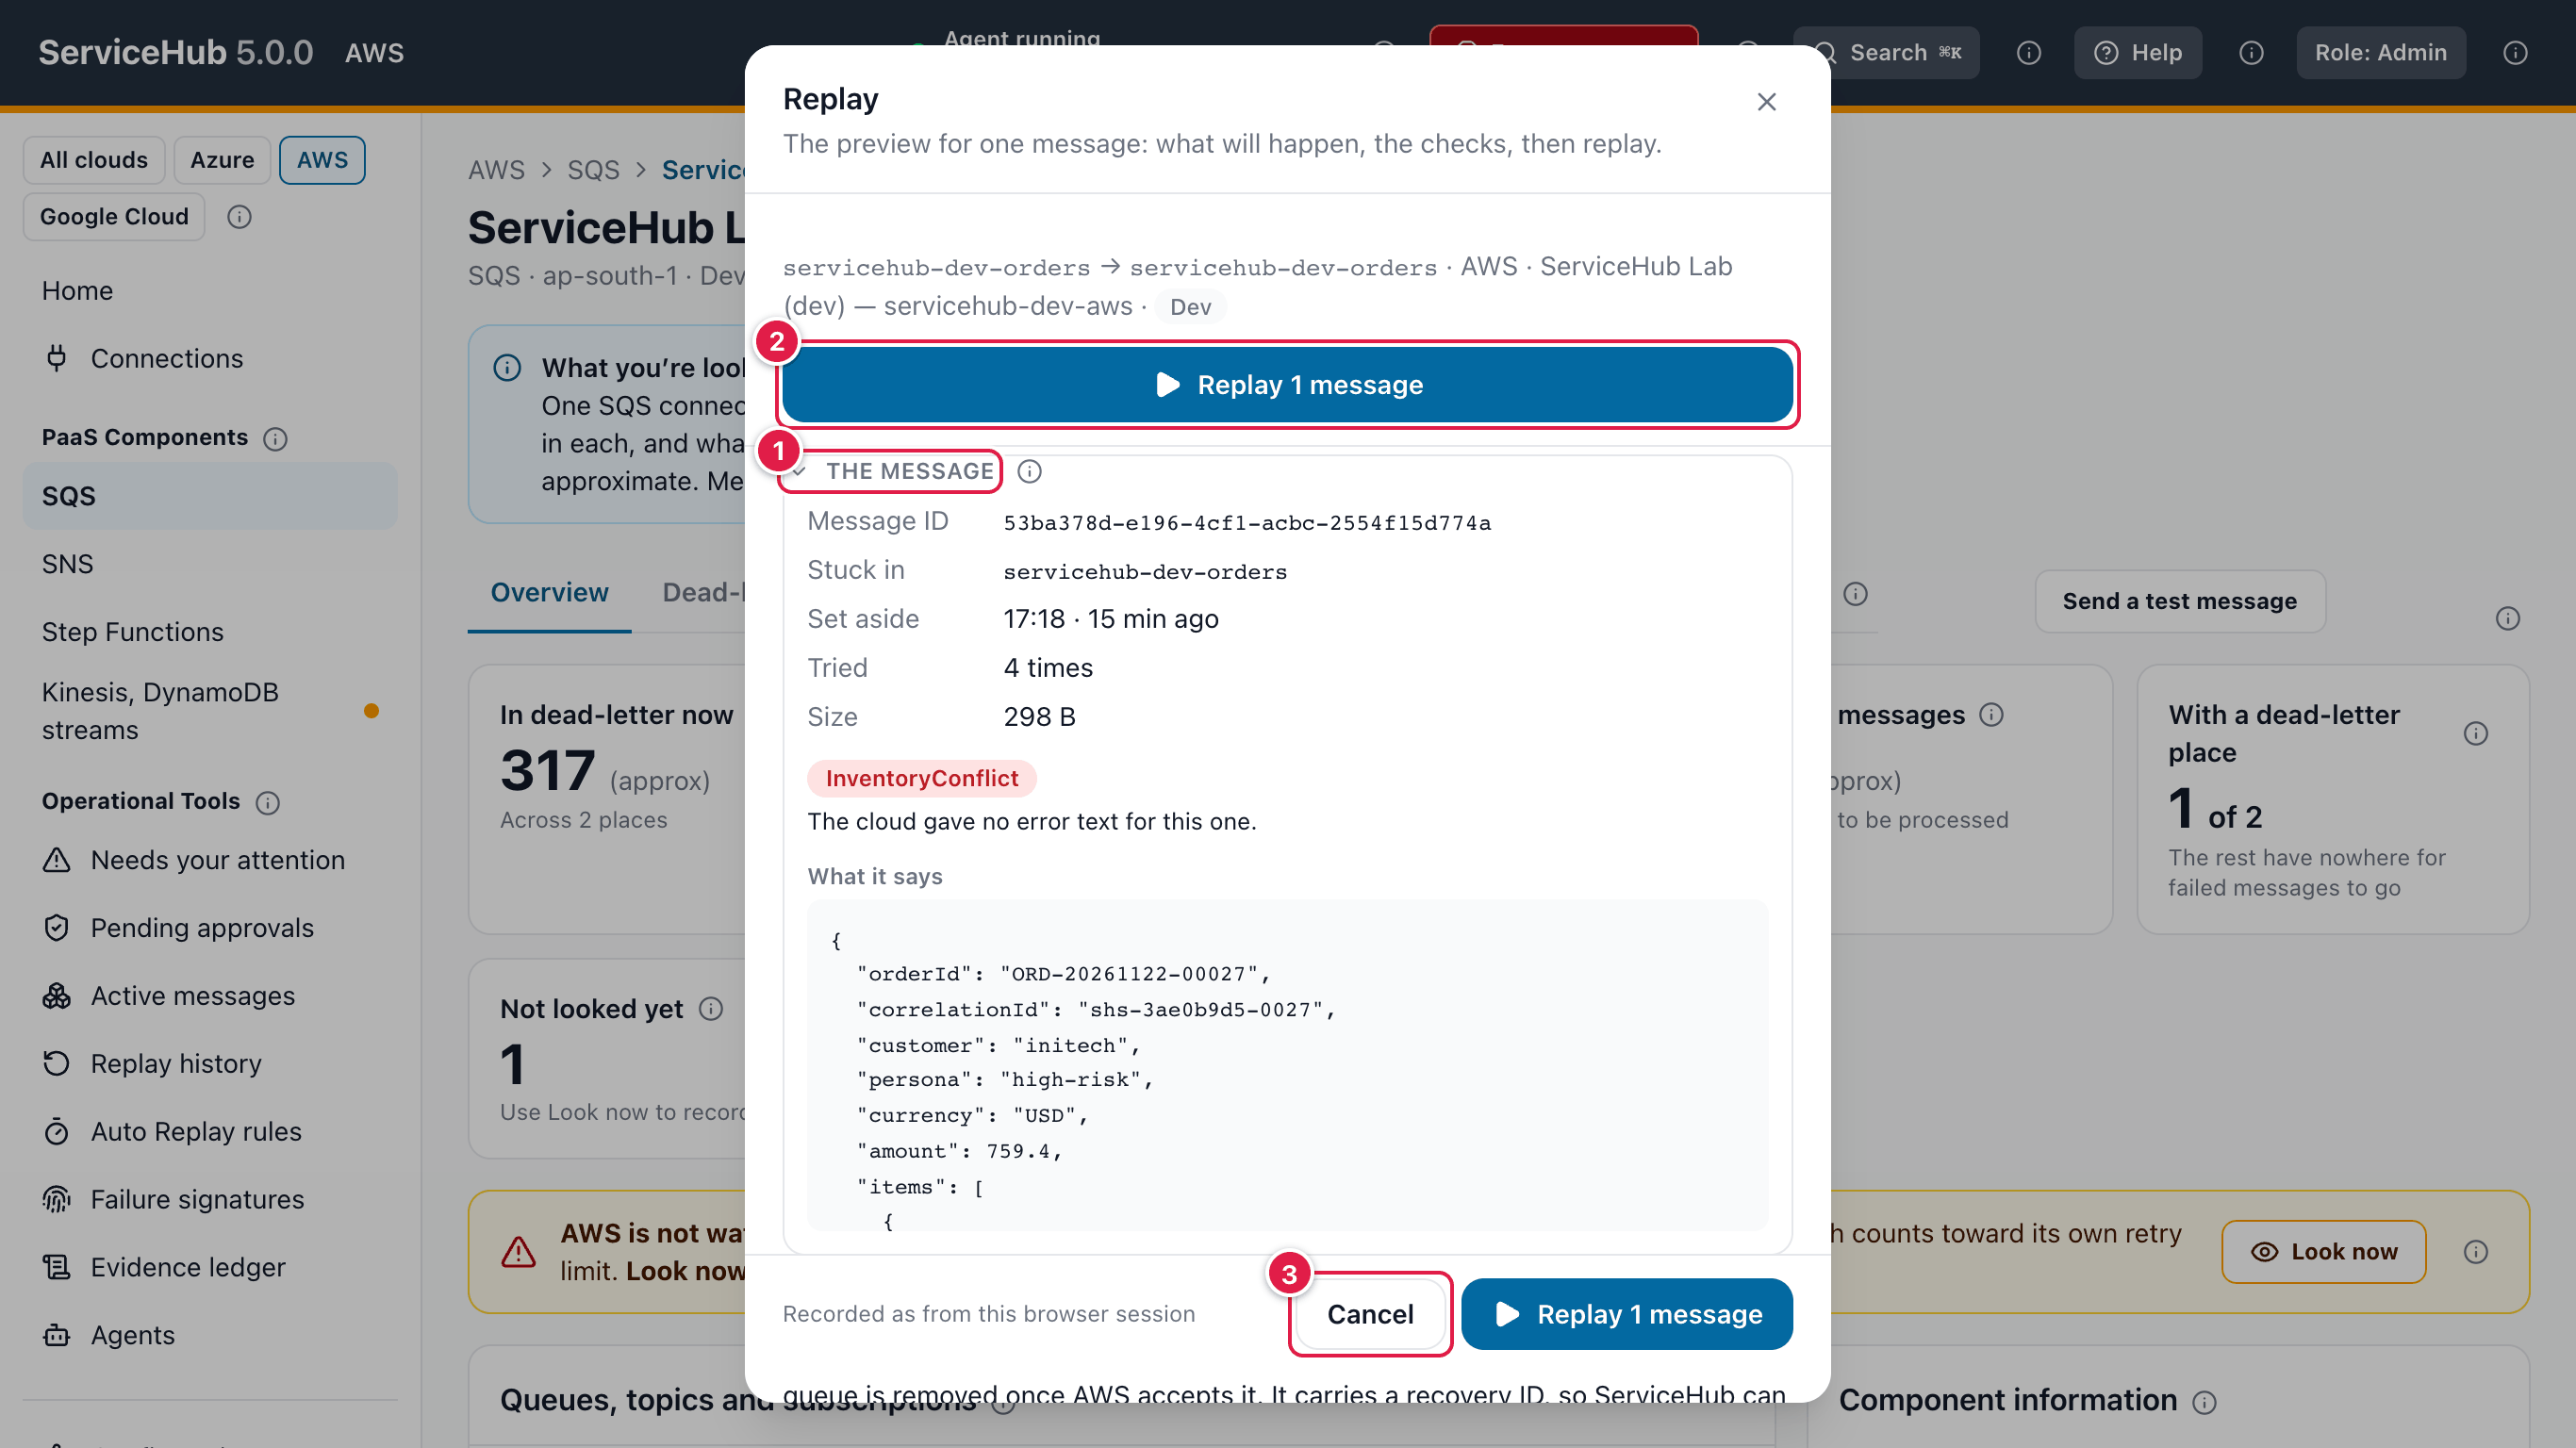 ServiceHub 5.0.0 AWS
Agent running
Search ⌘K
Help
Role: Admin
All clouds
Azure
AWS
Google Cloud
Home
Connections
PaaS Components
SQS
SNS
Step Functions
Kinesis, DynamoDB
streams
Operational Tools
Needs your attention
Pending approvals
Active messages
Replay history
Auto Replay rules
Failure signatures
Evidence ledger
Agents
AWS > SQS >
ServiceHub
SQS · ap-south-1 · Dev
What you're
One SQS
in each, and
approximate.
Overview
Send a test message
In dead-letter now
317 (approx)
Across 2 places
messages
to be processed
With a dead-letter
place
1 of 2
The rest have nowhere for
failed messages to go
Not looked yet
1
Use Look now to
AWS is not
limit. Look now
counts toward its own retry
Look now
Queues, topics and subscriptions
Component information
Replay
The preview for one message: what will happen, the checks, then replay.
servicehub-dev-orders → servicehub-dev-orders · AWS · ServiceHub Lab
(dev) — servicehub-dev-aws · Dev
2
Replay 1 message
1
THE MESSAGE
Message ID 53ba378d-e196-4cf1-acbc-2554f15d774a
Stuck in servicehub-dev-orders
Set aside 17:18 · 15 min ago
Tried 4 times
Size 298 B
InventoryConflict
The cloud gave no error text for this one.
What it says
{
"orderId": "ORD-20261122-00027",
"correlationId": "shs-3ae0b9d5-0027",
"customer": "initech",
"persona": "high-risk",
"currency": "USD",
"amount": 759.4,
"items": [
{
Recorded as from this browser session
3
Cancel
Replay 1 message
queue is removed once AWS accepts it. It carries a recovery ID, so ServiceHub can